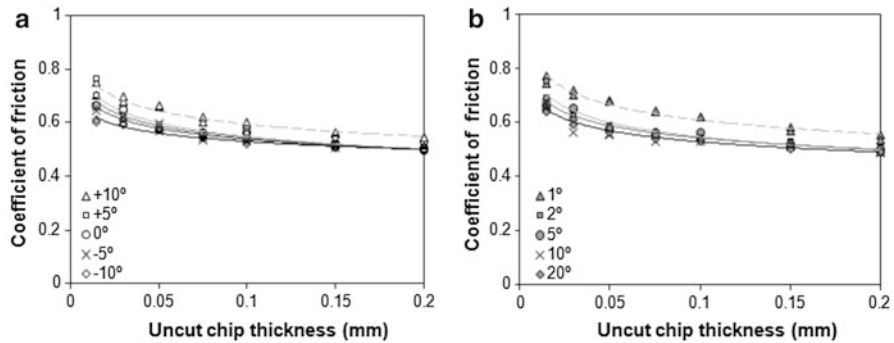 a
1
0.8
0.6
0.4
0.2
0
Coefficient of friction
+10º
+5º
0º
-5º
-10º
0
0.05
0.1
0.15
0.2
Uncut chip thickness (mm)
b
1
0.8
0.6
0.4
0.2
0
Coefficient of friction
1º
2º
5º
10º
20º
0
0.05
0.1
0.15
0.2
Uncut chip thickness (mm)